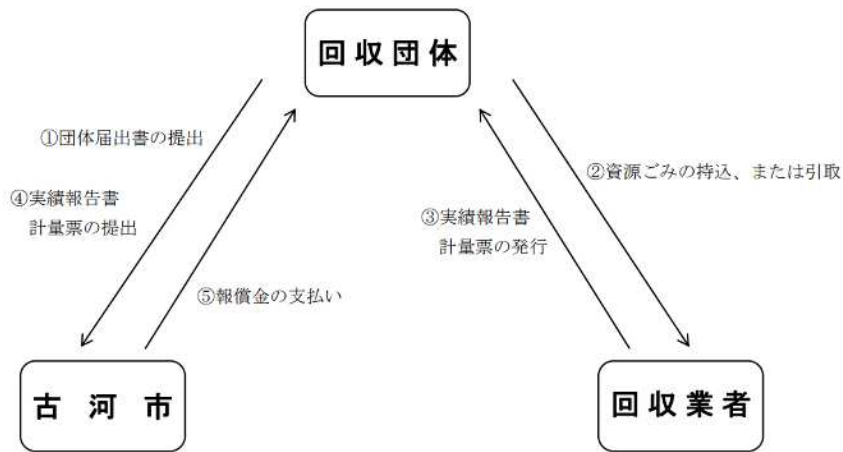 回収団体
①団体届出書の提出
④実績報告書
計量票の提出
⑤報償金の支払い
②資源ごみの持込、または引取
③実績報告書
計量票の発行
古河市
回収業者